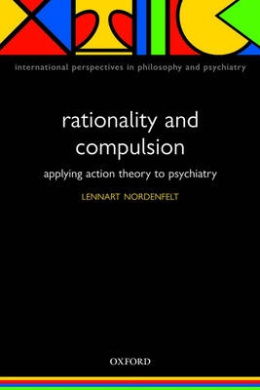 international perspectives in philosophy and psychiatry
rationality and
compulsion
applying action theory to psychiatry
LENNART NORDENFELT
OXFORD